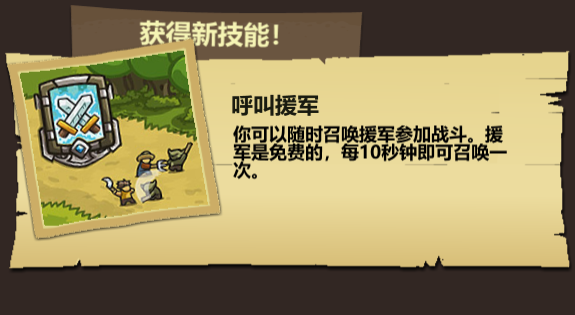 获得新技能！
呼叫援军
你可以随时召唤援军参加战斗。援
军是免费的，每10秒钟即可召唤一
次。